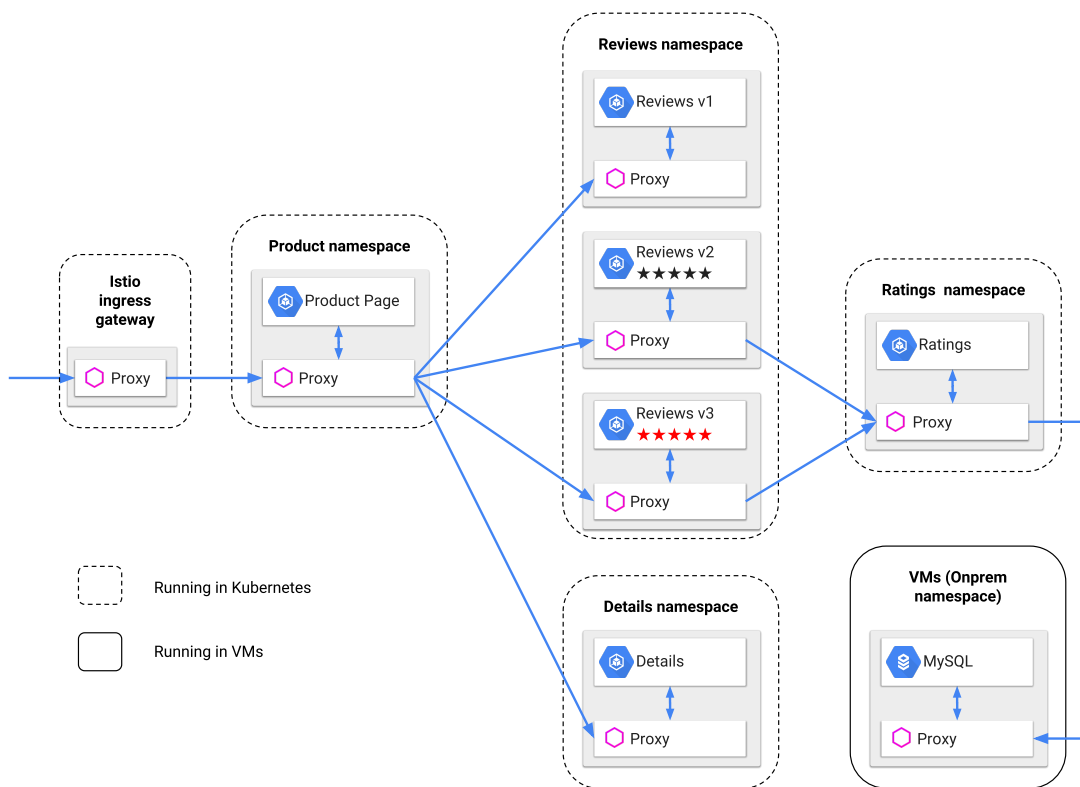 Istio
ingress
gateway
Proxy
Product namespace
Product Page
Proxy
Reviews namespace
Reviews v1
Proxy
Reviews v2
★★★★★
Proxy
Reviews v3
★★★★★
Proxy
Ratings namespace
Ratings
Proxy
Details namespace
Details
Proxy
VMs (Onprem
namespace)
MySQL
Proxy
Running in Kubernetes
Running in VMs